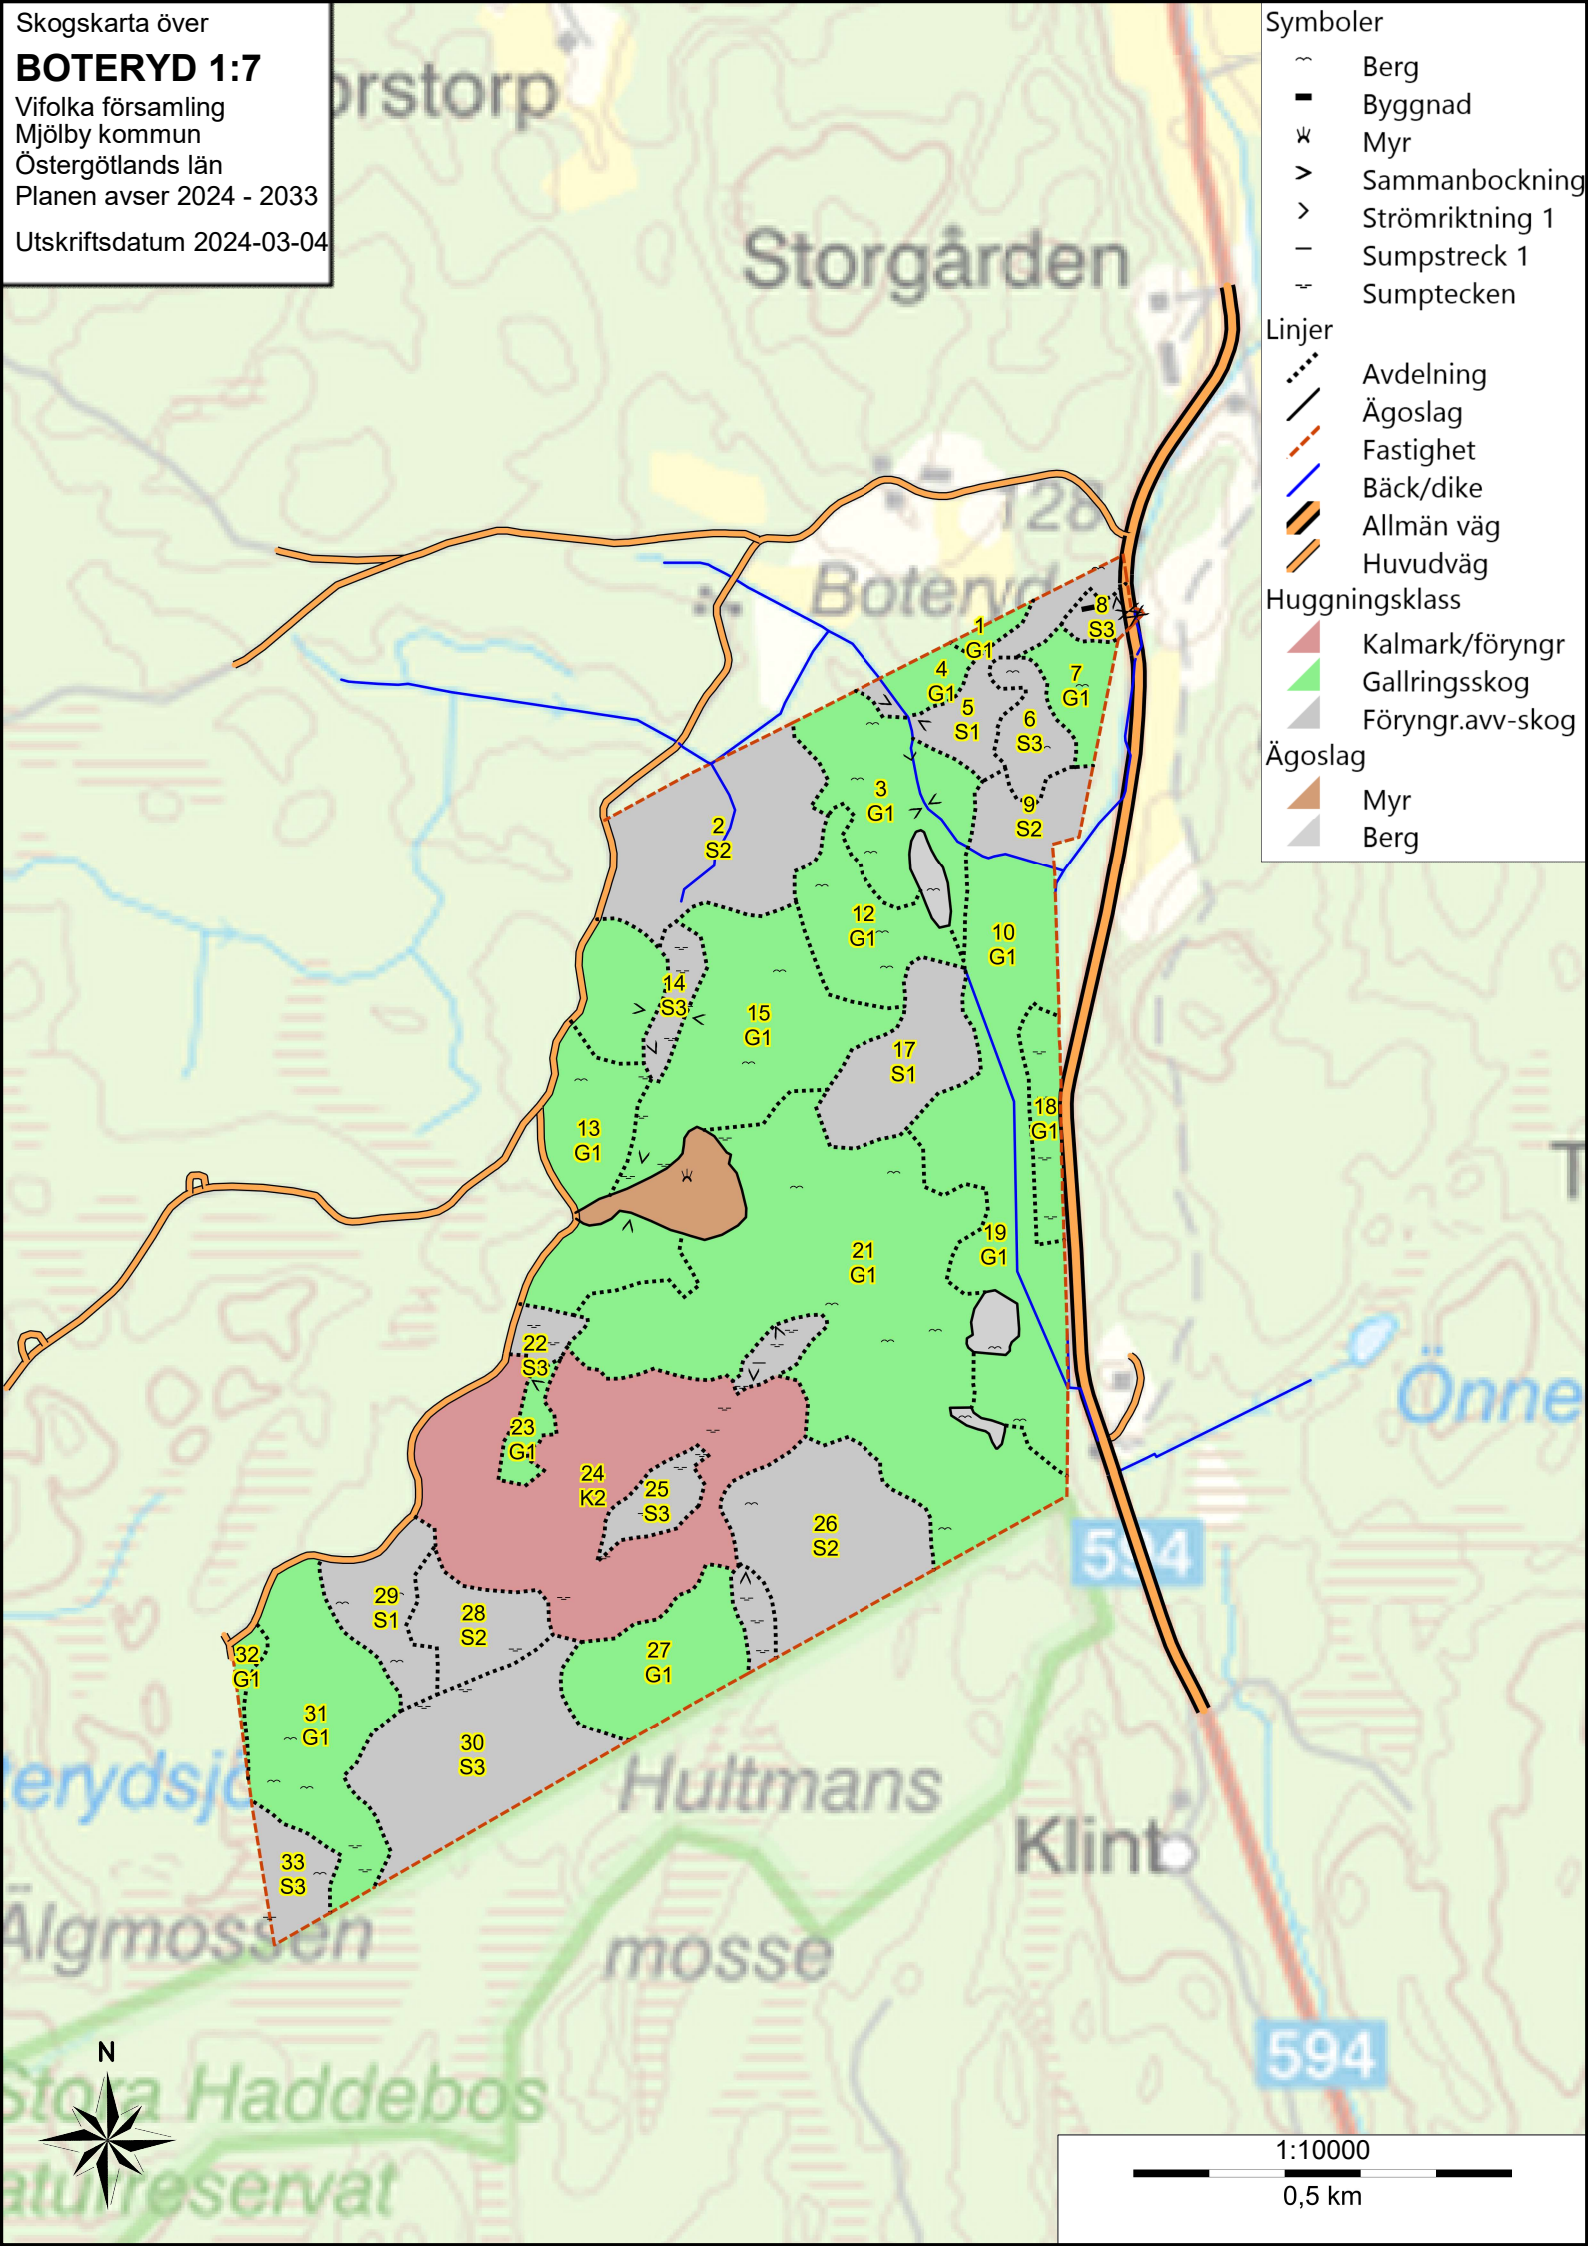 Skogskarta över
BOTERYD 1:7
Vifolka församling
Mjölby kommun
Östergötlands län
Planen avser 2024 - 2033
Utskriftsdatum 2024-03-04
Symboler
Berg
Byggnad
Myr
Sammanbockning
Strömriktning 1
Sumpstreck 1
Sumptecken
Linjer
Avdelning
Ägoslag
Fastighet
Bäck/dike
Allmän väg
Huvudväg
Huggningsklass
Kalmark/föryngr
Gallringsskog
Föryngr.avv-skog
Ägoslag
Myr
Berg
orstorp
Storgården
128
Boteryd
1
G1
8
S3
4
G1
7
G1
5
S1
6
S3
3
G1
9
S2
2
S2
12
G1
10
G1
14
S3
15
G1
17
S1
18
G1
13
G1
19
G1
21
G1
22
S3
23
G1
24
K2
25
S3
26
S2
29
S1
28
S2
27
G1
32
G1
31
G1
30
S3
33
S3
T
Önne
594
terydsjö
Hultmans
mosse
Klint
Älgmossen
594
N
Stora Haddebos
aturreservat
1:10000
0,5 km